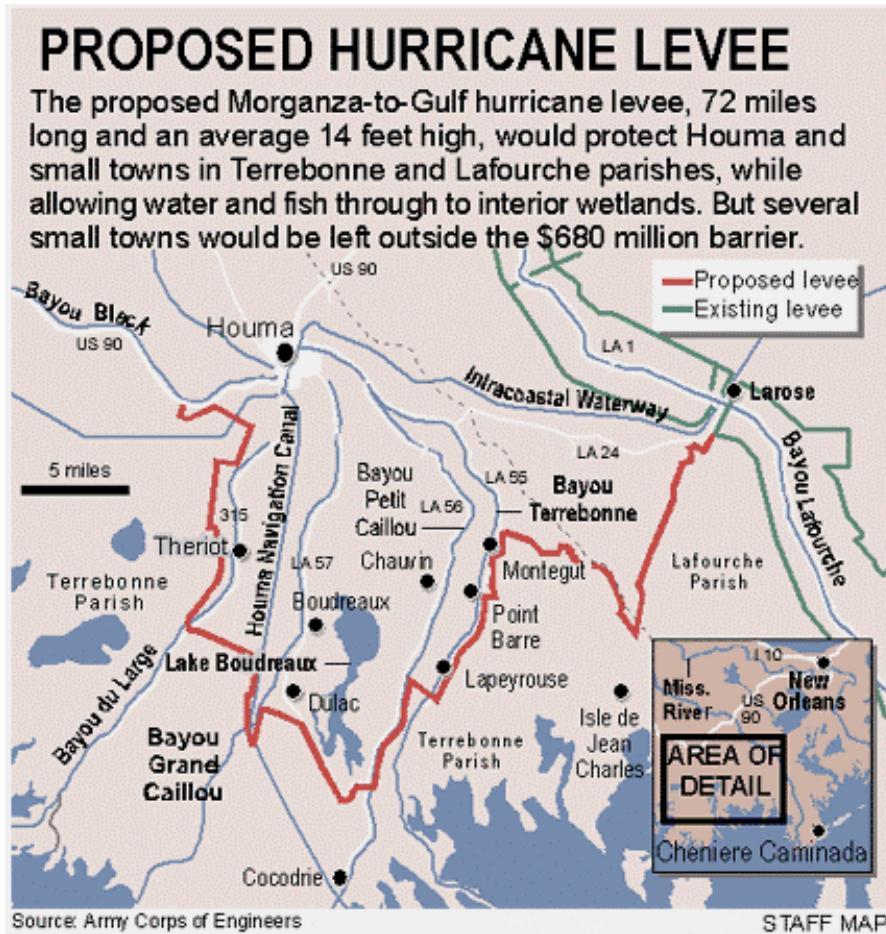 PROPOSED HURRICANE LEVEE
The proposed Morganza-to-Gulf hurricane levee, 72 miles
long and an average 14 feet high, would protect Houma and
small towns in Terrebonne and Lafourche parishes, while
allowing water and fish through to interior wetlands. But several
small towns would be left outside the $680 million barrier.
US 90
Proposed levee
Existing levee
Bayou Black
US 90
Houma
LA 1
Intracoastal Waterway
Larose
5 miles
Houma Navigation Canal
LA 24
Bayou
Petit
Caillou
LA 56
LA 55
Bayou
Terrebonne
Bayou Lafourche
315
Theriot
LA 57
Chauvin
Montegut
Lafourche
Parish
Terrebonne
Parish
Boudreaux
Point
Barre
Lake Boudreaux
Lapeyrouse
Dulac
Bayou du Large
Bayou
Grand
Caillou
Terrebonne
Parish
Isle de
Jean
Charles
I 10
Miss.
River
US
90
New
Orleans
AREA OF
DETAIL
Cheniere Caminada
Cocodrie
Source: Army Corps of Engineers
STAFF MAP